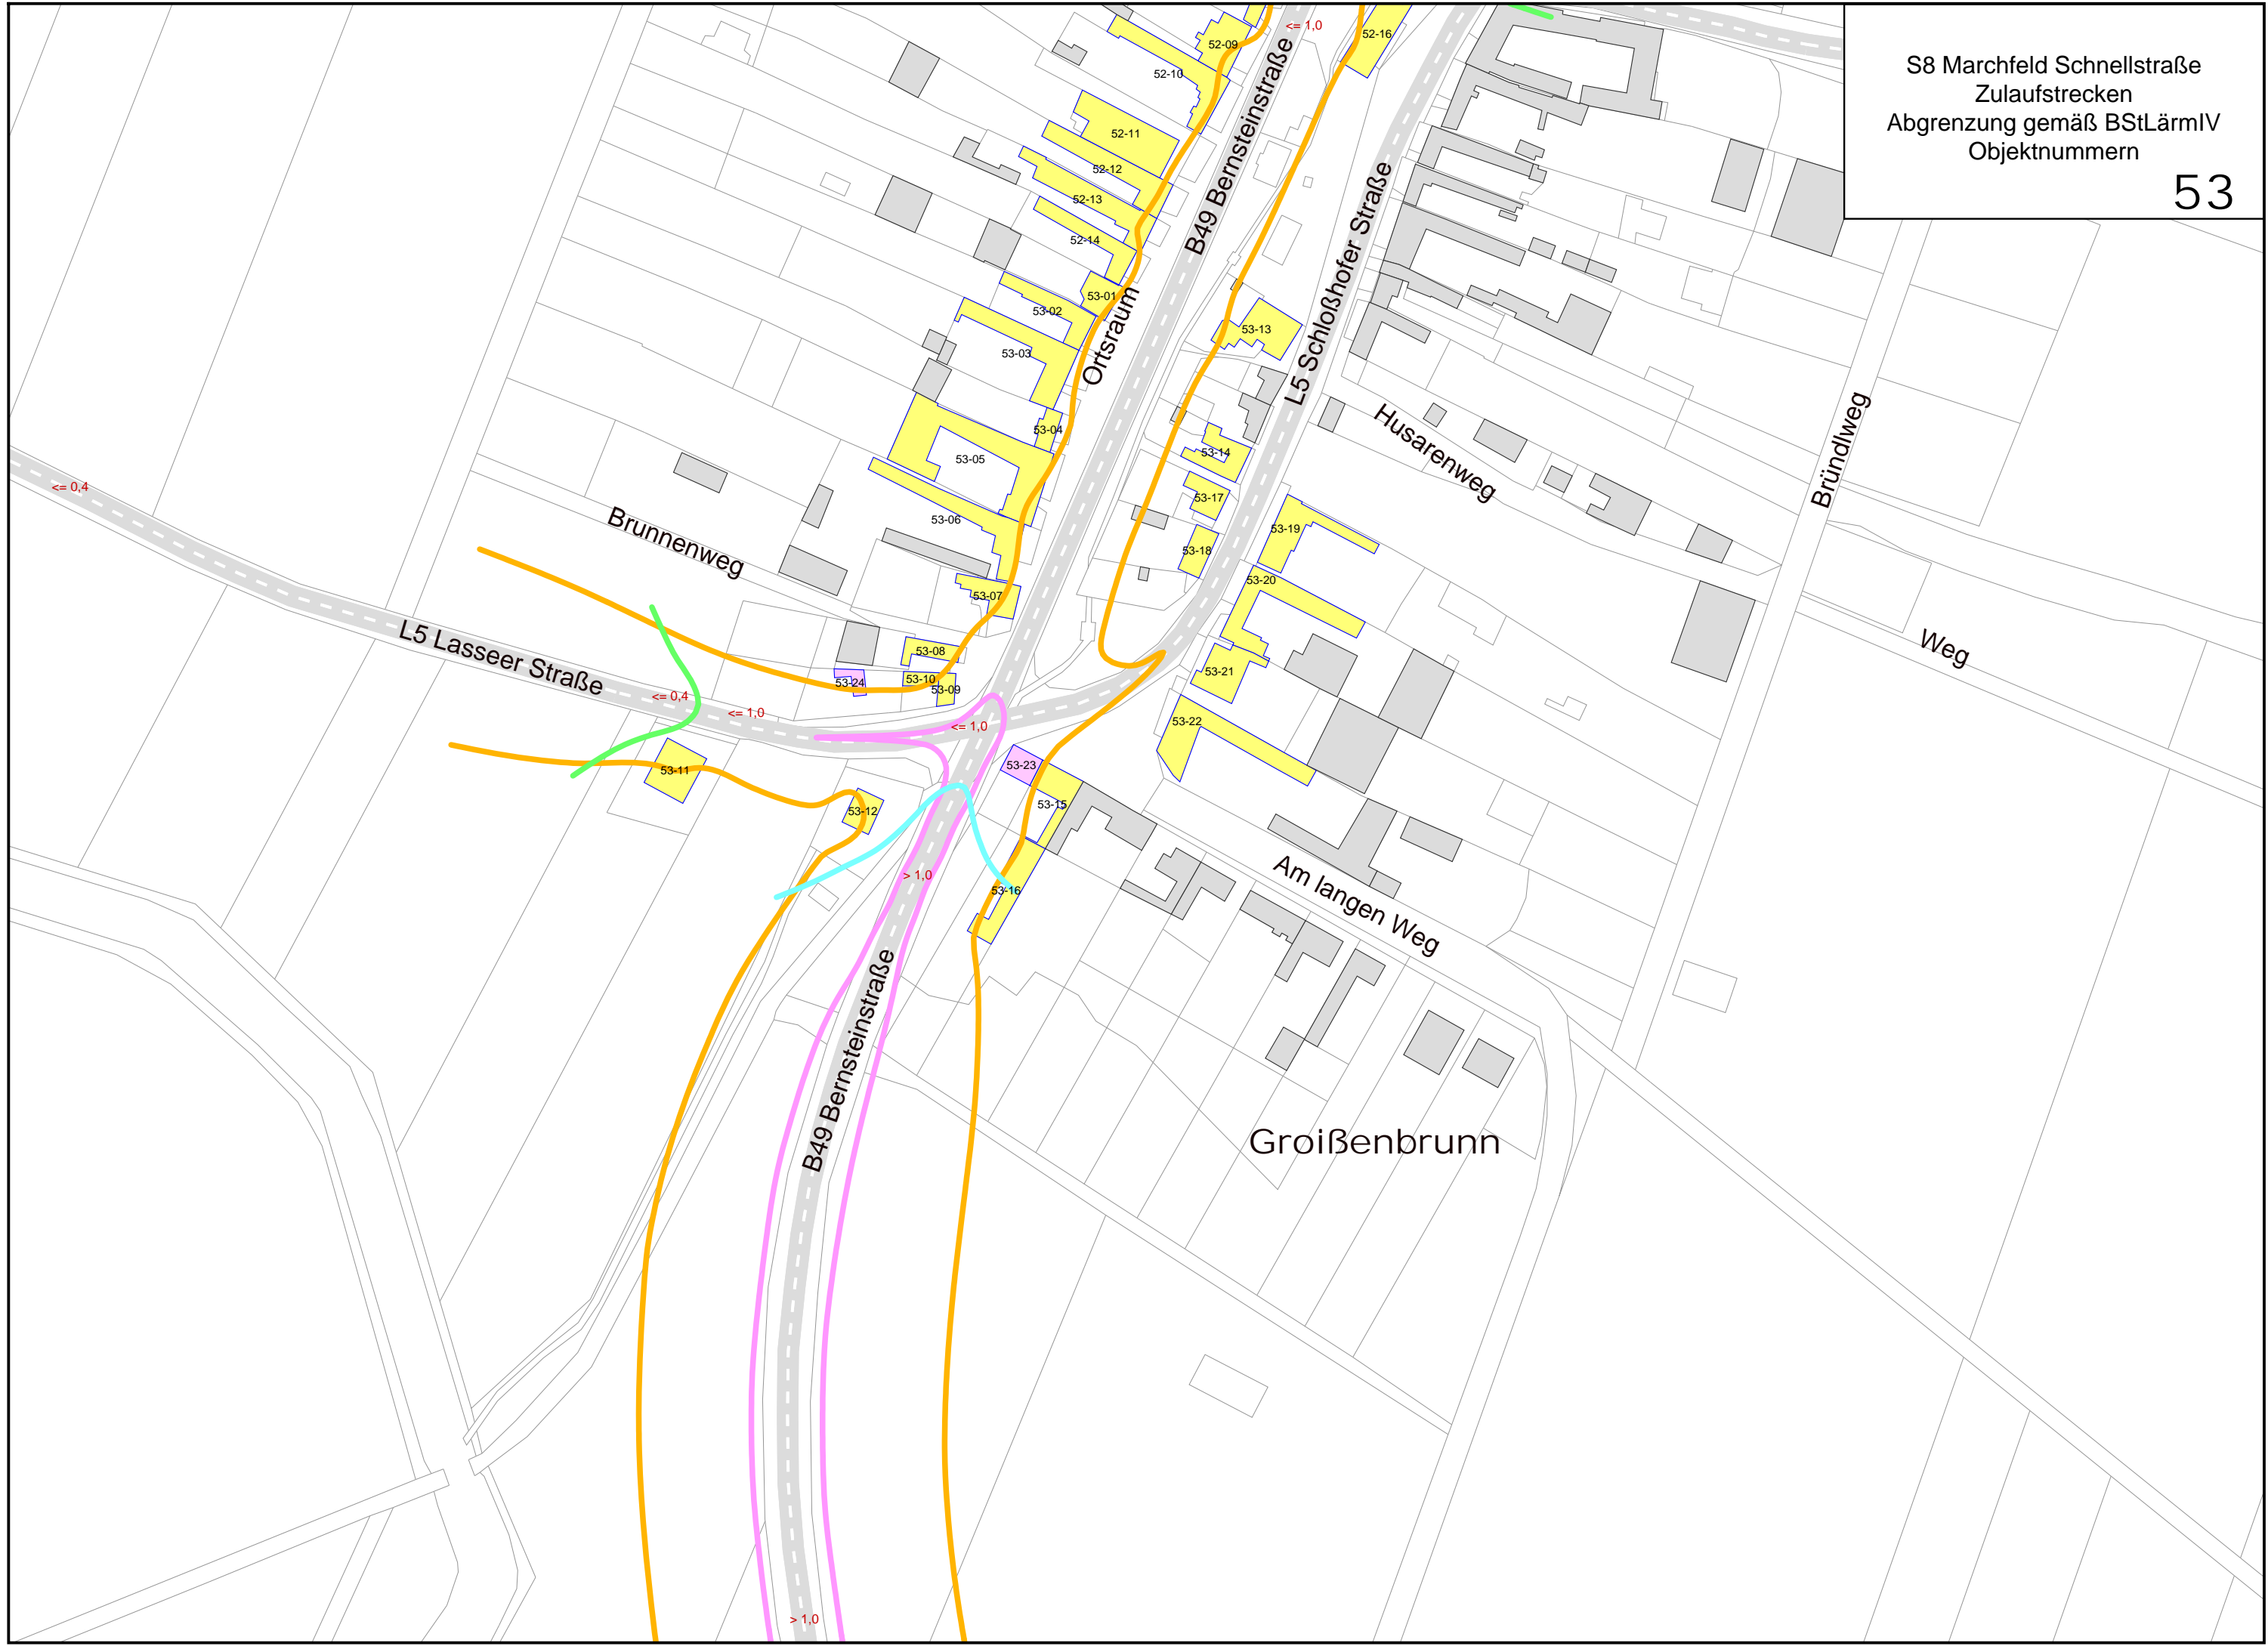 S8 Marchfeld Schnellstraße
Zulaufstrecken
Abgrenzung gemäß BStLärmIV
Objektnummern
53
<= 1,0
52-16
52-09
52-10
52-11
52-12
52-13
52-14
B49 Bernsteinstraße
L5 Schloßhofer Straße
53-01
53-02
53-03
Ortsraum
53-13
53-04
53-05
53-06
53-14
53-17
53-18
53-19
53-20
53-21
53-22
Husarenweg
Bründlweg
Weg
<= 0,4
Brunnenweg
53-07
53-08
53-10
53-09
53-24
L5 Lasseer Straße
<= 0,4
<= 1,0
<= 1,0
53-11
53-12
53-23
53-15
53-16
> 1,0
Am langen Weg
B49 Bernsteinstraße
Groißenbrunn
> 1,0